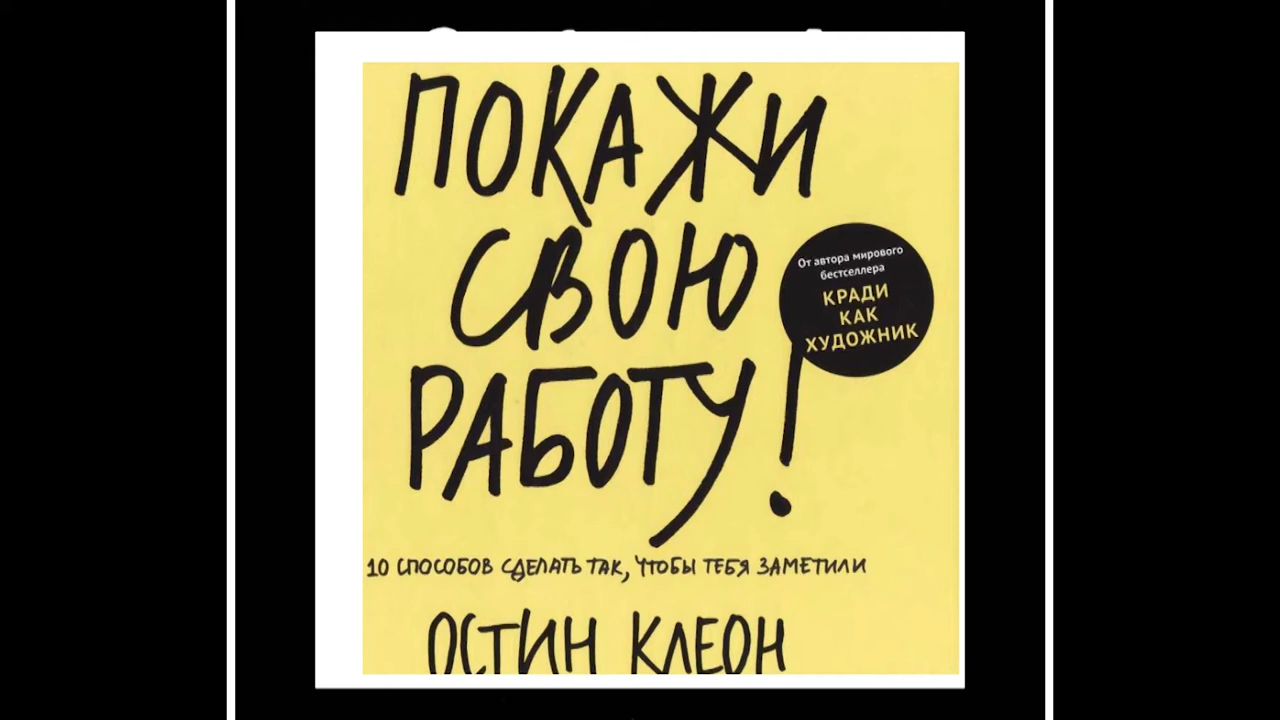 ПОКАЖИ
СВОЮ
РАБОТУ!
От автора мирового
бестселлера
КРАДИ
КАК
ХУДОЖНИК
10 СПОСОБОВ СДЕЛАТЬ ТАК, ЧТОБЫ ТЕБЯ ЗАМЕТИЛИ
ОСТИН КЛЕОН